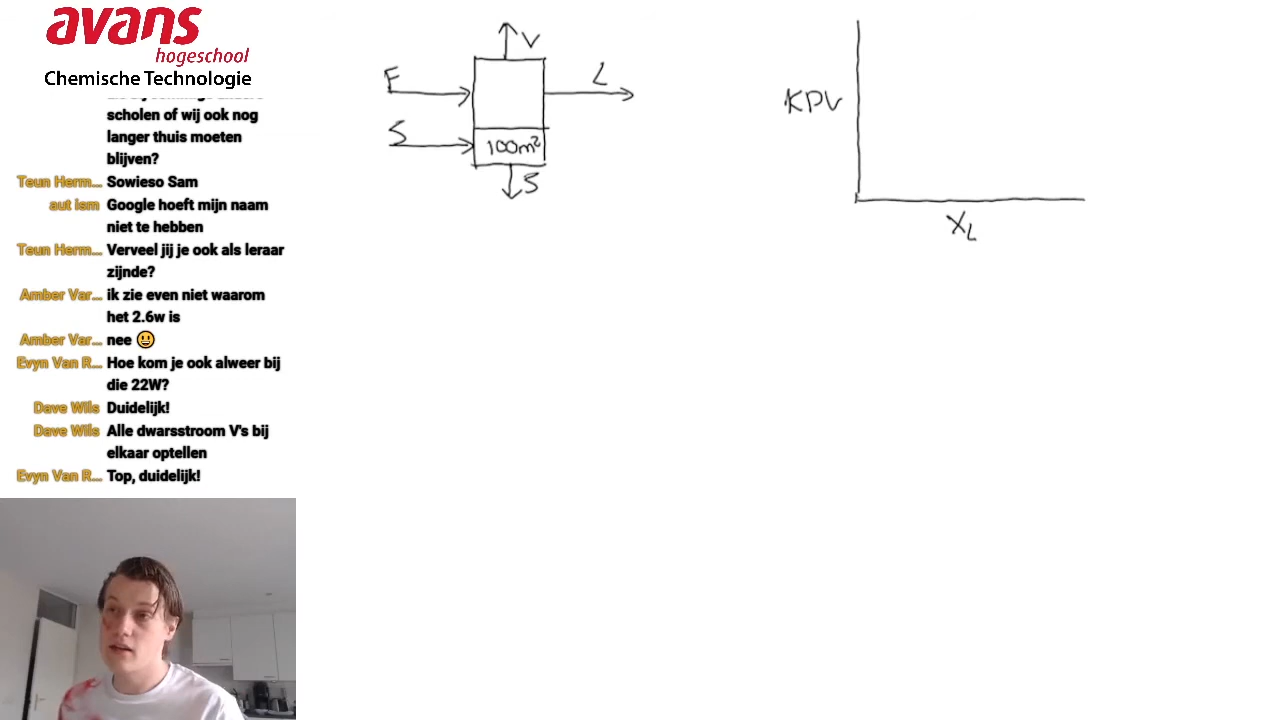 avans
hogeschool
Chemische Technologie
scholen of wij ook nog
langer thuis moeten
blijven?
Teun Herm... Sowieso Sam
aut ism Google hoeft mijn naam
niet te hebben
Teun Herm... Verveel jij je ook als leraar
zijnde?
Amber Var... ik zie even niet waarom
het 2.6w is
Amber Var... nee
Evyn Van R... Hoe kom je ook alweer bij
die 22W?
Dave Wils Duidelijk!
Dave Wils Alle dwarsstroom V's bij
elkaar optellen
Evyn Van R... Top, duidelijk!
V
F
L
S
100m²
S
KPV
XL